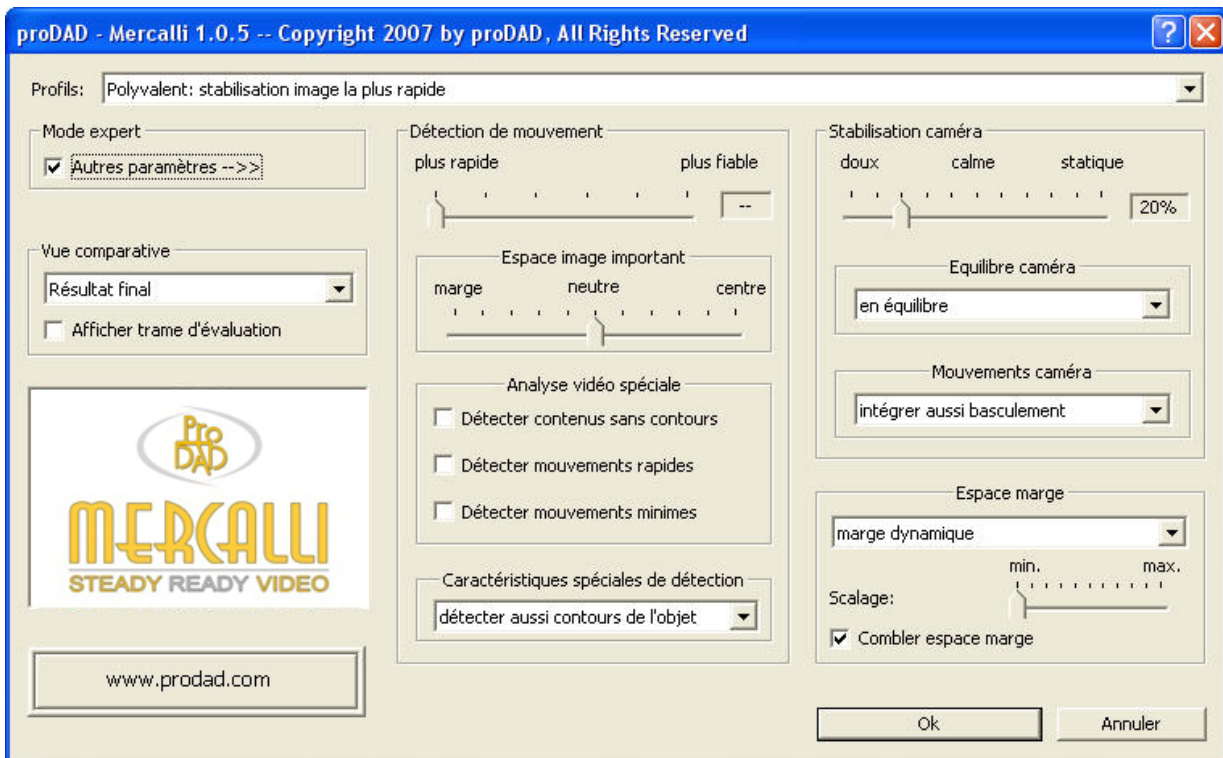 proDAD - Mercalli 1.0.5 -- Copyright 2007 by proDAD, All Rights Reserved
Profils: Polyvalent: stabilisation image la plus rapide
Mode expert
Autres paramètres -->>
Vue comparative
Résultat final
Afficher trame d'évaluation
ProDAD
MERCALLI
STEADY READY VIDEO
www.prodad.com
Détection de mouvement
plus rapide plus fiable
--
Espace image important
marge neutre centre
Analyse vidéo spéciale
Détecter contenus sans contours
Détecter mouvements rapides
Détecter mouvements minimes
Caractéristiques spéciales de détection
détecter aussi contours de l'objet
Stabilisation caméra
doux calme statique
20%
Equilibre caméra
en équilibre
Mouvements caméra
intégrer aussi basculement
Espace marge
marge dynamique
min. max.
Scalage:
Combler espace marge
Ok Annuler